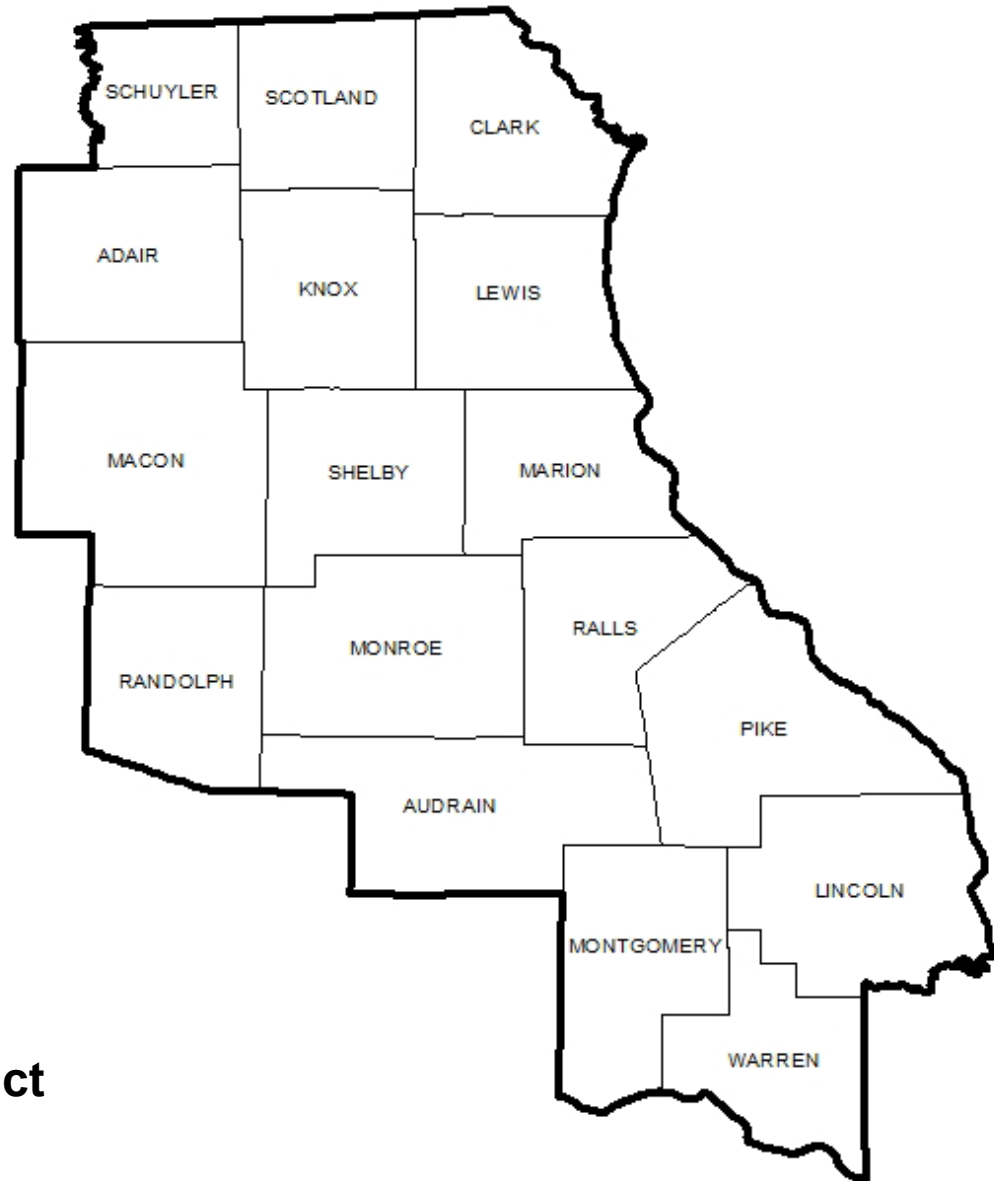 SCHUYLER
SCOTLAND
CLARK
ADAIR
KNOX
LEWIS
MACON
SHELBY
MARION
RALLS
MONROE
RANDOLPH
PIKE
AUDRAIN
LINCOLN
MONTGOMERY
WARREN
ct